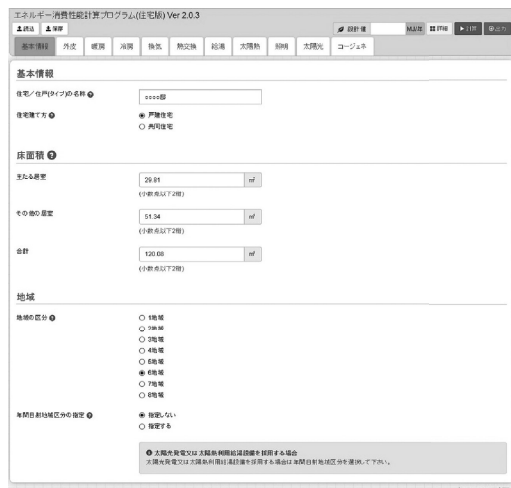 エネルギー消費性能計算プログラム(住宅版) Ver 2.0.3
読込 保存 設計値 MJ/年 詳細 計算 出力
基本情報 外皮 暖房 冷房 換気 熱交換 給湯 太陽熱 照明 太陽光 コージェネ
基本情報
住宅/住戸(タイプ)の名称 oooo邸
住宅建て方 戸建住宅
共同住宅
床面積
主たる居室 29.81 ㎡
(小数点以下2桁)
その他の居室 51.34 ㎡
(小数点以下2桁)
合計 120.08 ㎡
(小数点以下2桁)
地域
地域の区分 1地域
2地域
3地域
4地域
5地域
6地域
7地域
8地域
年間日射地域区分の指定 指定しない
指定する
太陽光発電又は太陽熱利用給湯設備を採用する場合
太陽光発電又は太陽熱利用給湯設備を採用する場合は年間日射地域区分を選択して下さい。